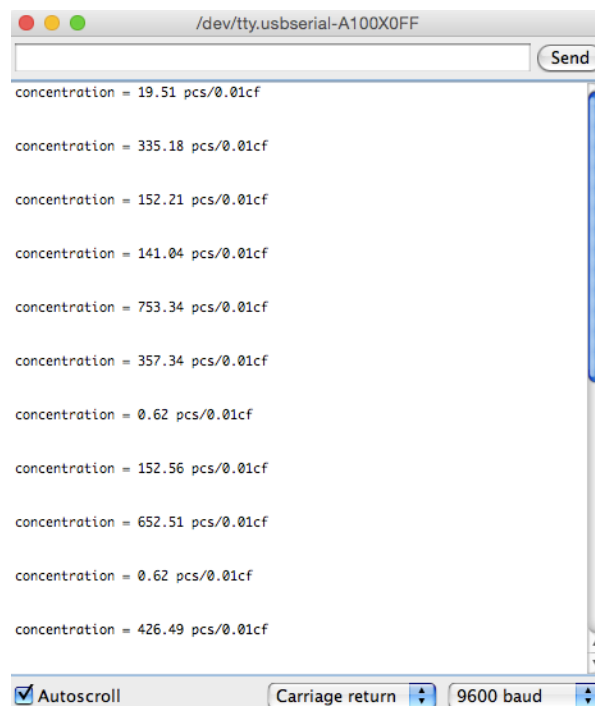 /dev/tty.usbserial-A100X0FF
Send
concentration = 19.51 pcs/0.01cf
concentration = 335.18 pcs/0.01cf
concentration = 152.21 pcs/0.01cf
concentration = 141.04 pcs/0.01cf
concentration = 753.34 pcs/0.01cf
concentration = 357.34 pcs/0.01cf
concentration = 0.62 pcs/0.01cf
concentration = 152.56 pcs/0.01cf
concentration = 652.51 pcs/0.01cf
concentration = 0.62 pcs/0.01cf
concentration = 426.49 pcs/0.01cf
Autoscroll Carriage return 9600 baud